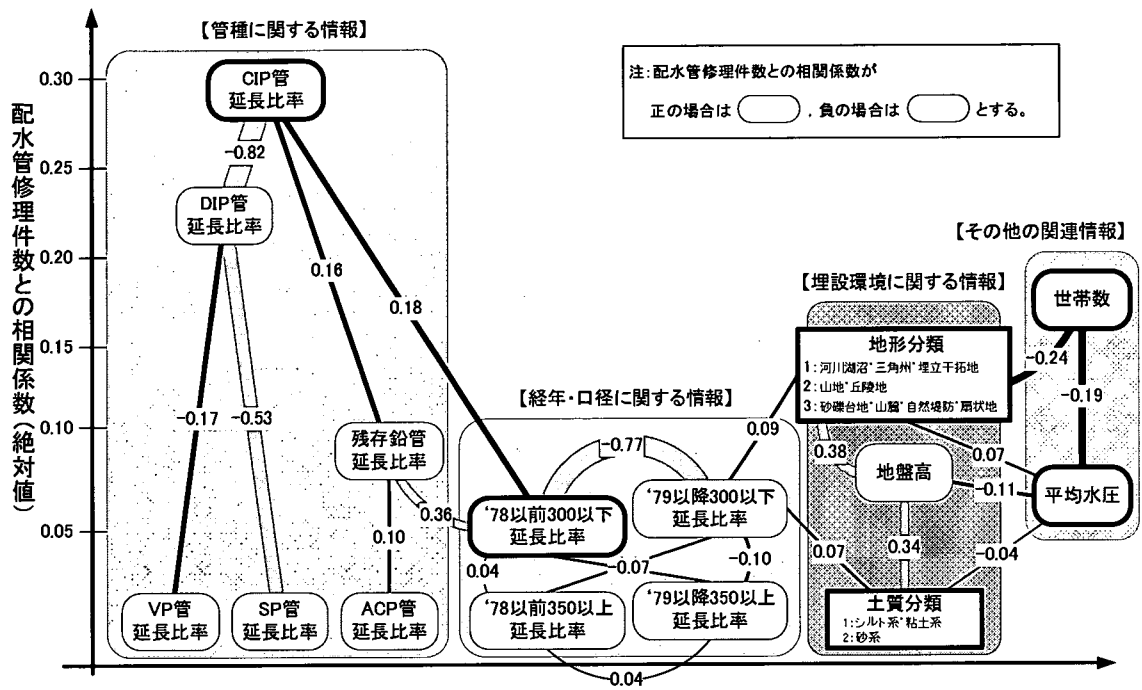 【管種に関する情報】
注:配水管修理件数との相関係数が
正の場合は　　　,負の場合は　　　とする。
配水管修理件数との相関係数(絶対値)
0.30
0.25
0.20
0.15
0.10
0.05
CIP管
延長比率
-0.82
DIP管
延長比率
0.16
0.18
-0.17
-0.53
残存鉛管
延長比率
0.36
0.10
VP管
延長比率
SP管
延長比率
ACP管
延長比率
【経年・口径に関する情報】
-0.77
'78以前300以下
延長比率
'79以降300以下
延長比率
0.04
-0.07
-0.10
'78以前350以上
延長比率
'79以降350以上
延長比率
-0.04
0.09
0.07
【埋設環境に関する情報】
地形分類
1:河川湖沼・三角州・埋立干拓地
2:山地・丘陵地
3:砂礫台地・山麓・自然堤防・扇状地
0.38
地盤高
0.07
-0.11
0.34
-0.04
土質分類
1:シルト系・粘土系
2:砂系
【その他の関連情報】
世帯数
-0.24
-0.19
平均水圧